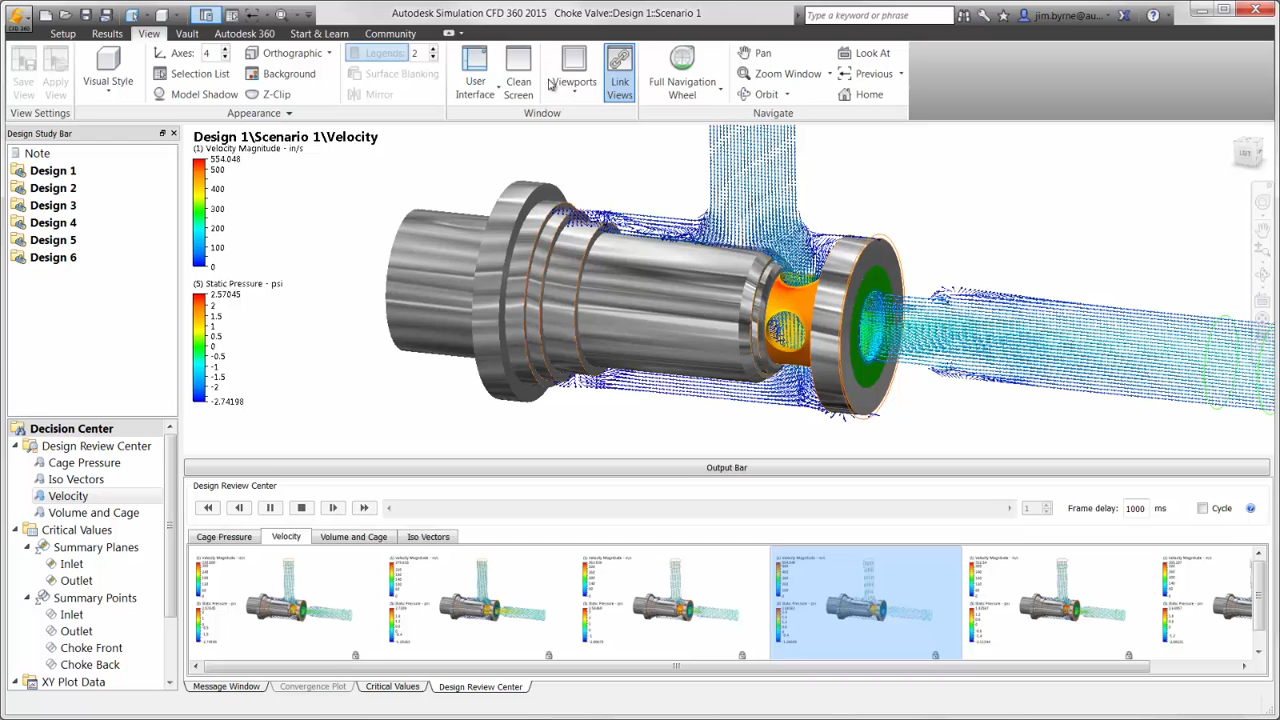 Autodesk Simulation CFD 360 2015 Choke Valve::Design 1::Scenario 1
Type a keyword or phrase
jim.byrne@au...
CFD 360
Setup
Results
View
Vault
Autodesk 360
Start & Learn
Community
Save View
Apply View
View Settings
Visual Style
Axes: 4
Selection List
Model Shadow
Orthographic
Background
Z-Clip
Legends: 2
Surface Blanking
Mirror
Appearance
User Interface
Clean Screen
Viewports
Link Views
Window
Full Navigation Wheel
Pan
Zoom Window
Orbit
Look At
Previous
Home
Navigate
Design Study Bar
Note
Design 1
Design 2
Design 3
Design 4
Design 5
Design 6
Design 1\Scenario 1\Velocity
(1) Velocity Magnitude - in/s
554.048
500
400
300
200
100
0
(5) Static Pressure - psi
2.57045
2
1.5
1
0.5
0
-0.5
-1
-1.5
-2
-2.74198
LEFT
Decision Center
Design Review Center
Cage Pressure
Iso Vectors
Velocity
Volume and Cage
Critical Values
Summary Planes
Inlet
Outlet
Summary Points
Inlet
Outlet
Choke Front
Choke Back
XY Plot Data
Output Bar
Design Review Center
1
Frame delay: 1000 ms
Cycle
Cage Pressure
Velocity
Volume and Cage
Iso Vectors
Message Window
Convergence Plot
Critical Values
Design Review Center